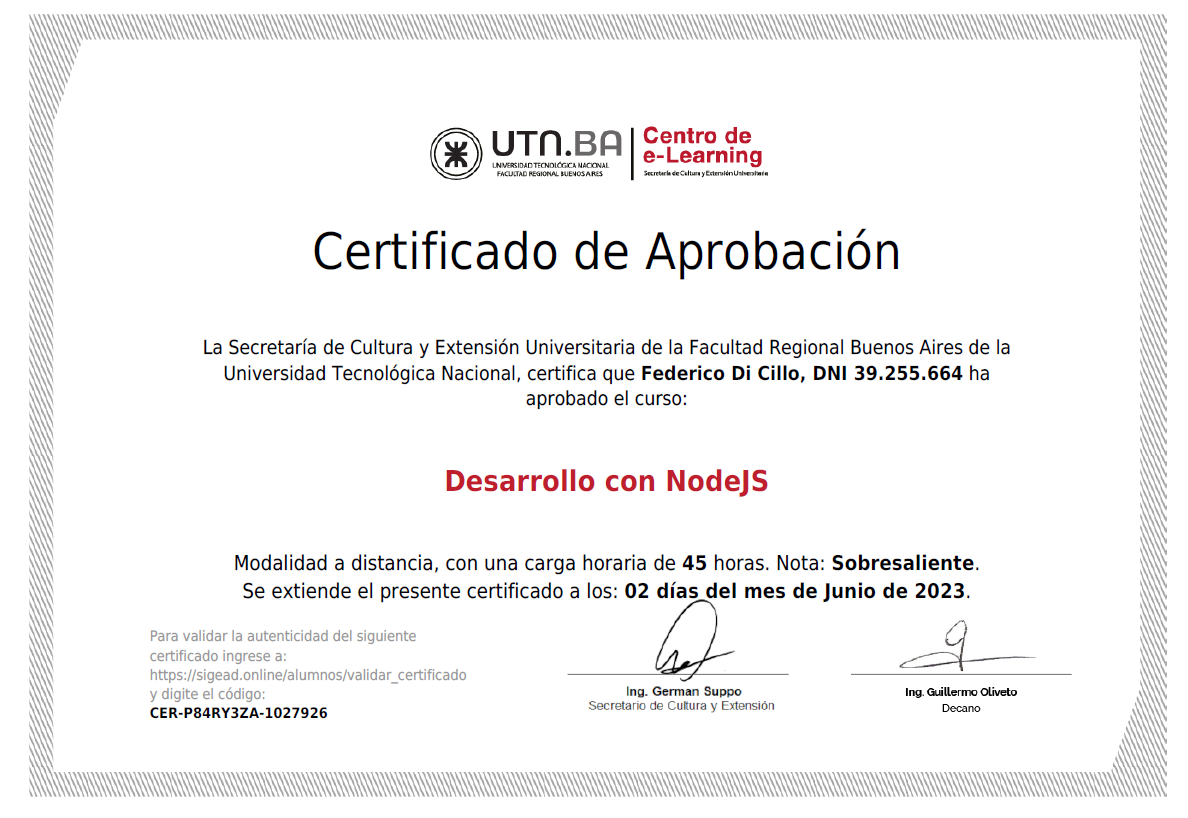 UTN.BA
UNIVERSIDAD TECNOLÓGICA NACIONAL
FACULTAD REGIONAL BUENOS AIRES
Centro de
e-Learning
Secretaría de Cultura y Extensión Universitaria
Certificado de Aprobación
La Secretaría de Cultura y Extensión Universitaria de la Facultad Regional Buenos Aires de la
Universidad Tecnológica Nacional, certifica que Federico Di Cillo, DNI 39.255.664 ha
aprobado el curso:
Desarrollo con NodeJS
Modalidad a distancia, con una carga horaria de 45 horas. Nota: Sobresaliente.
Se extiende el presente certificado a los: 02 días del mes de Junio de 2023.
Para validar la autenticidad del siguiente
certificado ingrese a:
https://sigead.online/alumnos/validar_certificado
y digite el código:
CER-P84RY3ZA-1027926
Ing. German Suppo
Secretario de Cultura y Extensión
Ing. Guillermo Oliveto
Decano